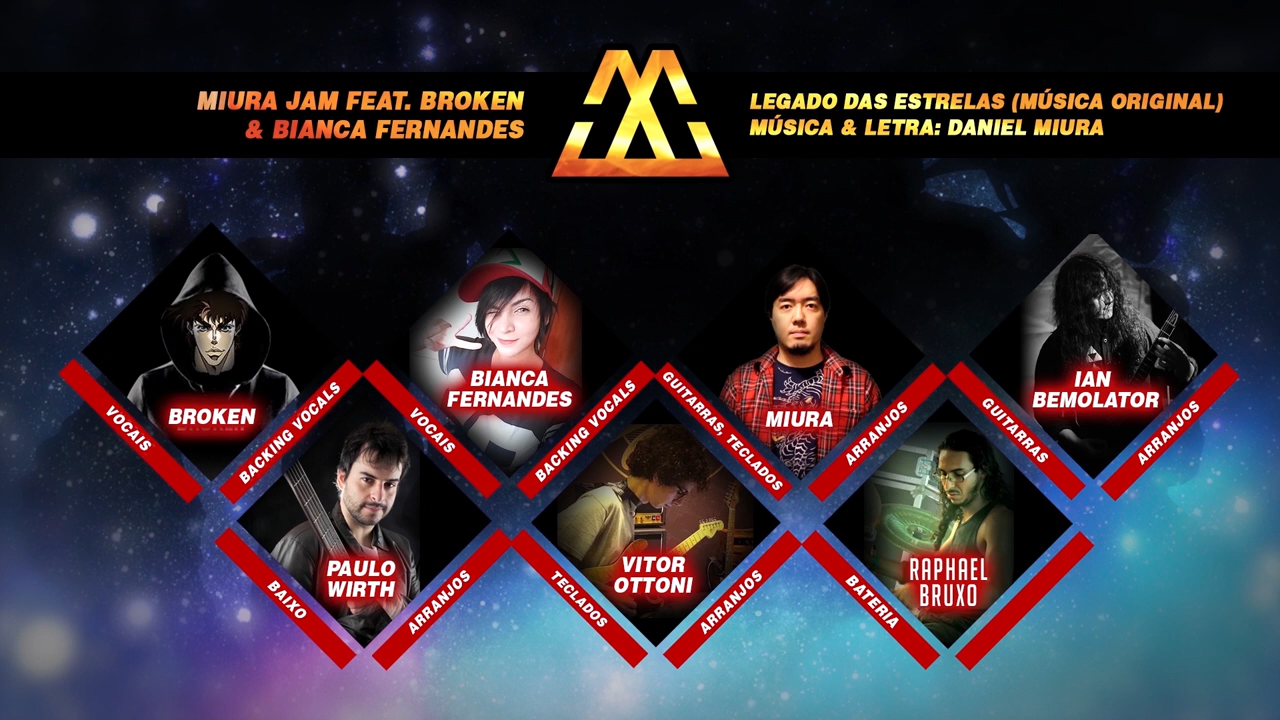 MIURA JAM FEAT. BROKEN
& BIANCA FERNANDES
LEGADO DAS ESTRELAS (MÚSICA ORIGINAL)
MÚSICA & LETRA: DANIEL MIURA
BROKEN
VOCAIS
BACKING VOCALS
BIANCA
FERNANDES
VOCAIS
BACKING VOCALS
MIURA
GUITARRAS, TECLADOS
ARRANJOS
IAN
BEMOLATOR
GUITARRAS
ARRANJOS
PAULO
WIRTH
BAIXO
ARRANJOS
VITOR
OTTONI
TECLADOS
ARRANJOS
RAPHAEL
BRUXO
BATERIA